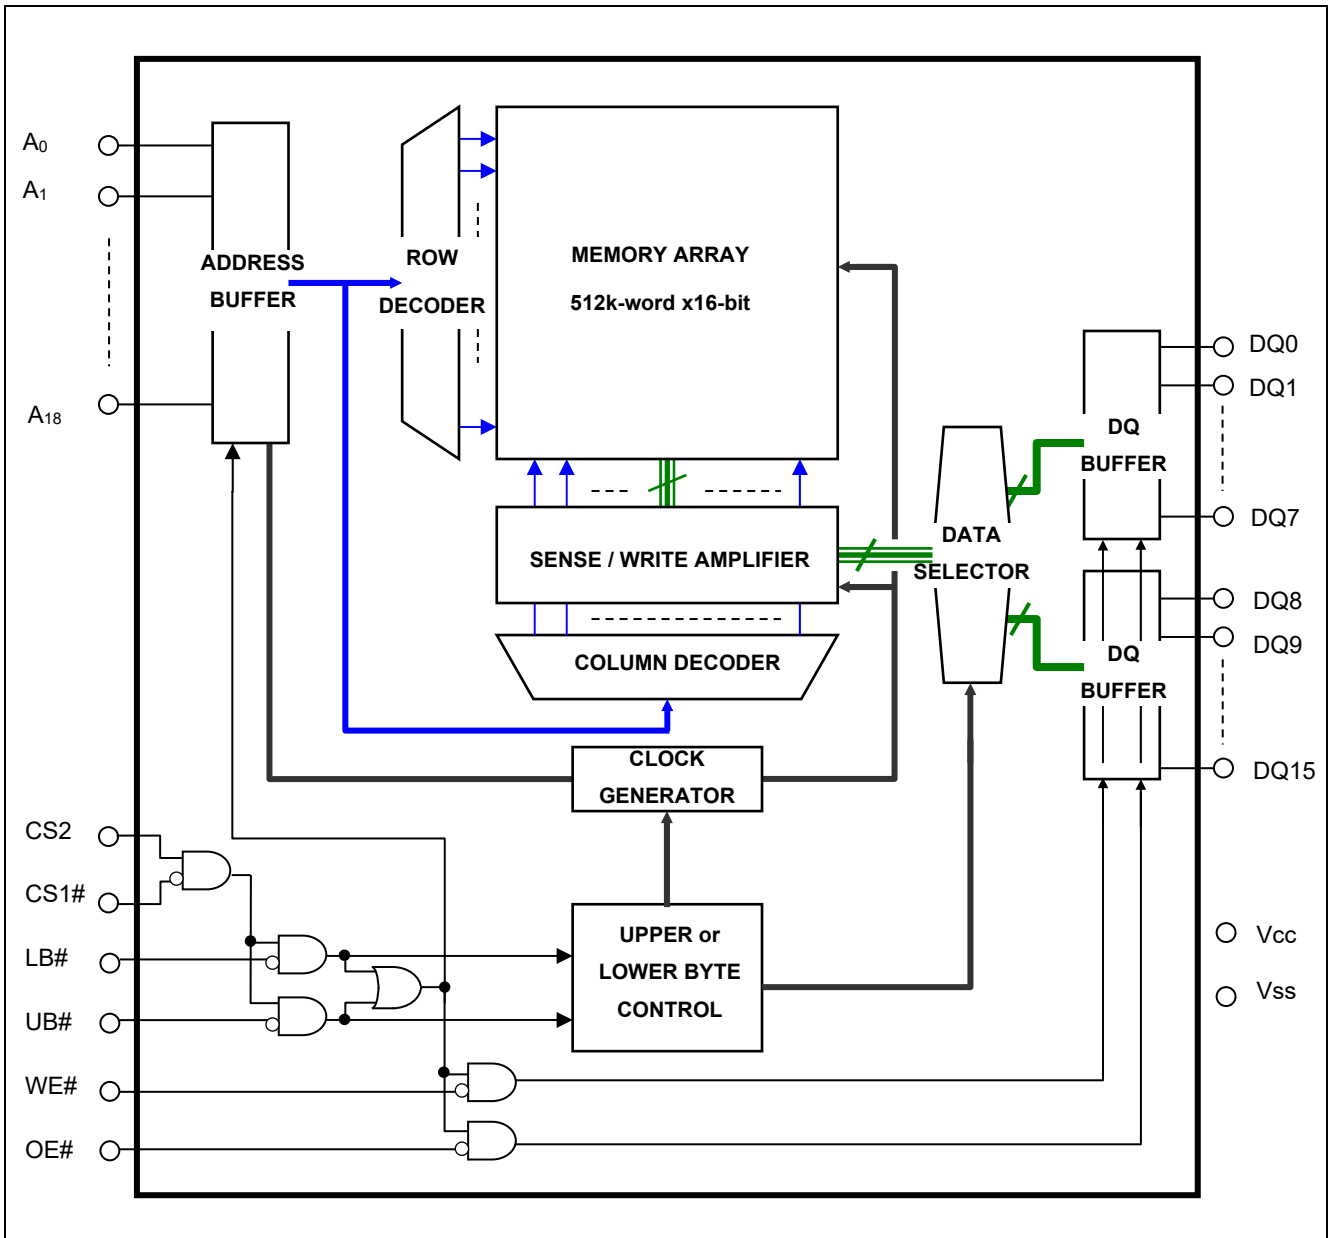 A0
A1
A18
ADDRESS
BUFFER
ROW
DECODER
MEMORY ARRAY
512k-word x16-bit
SENSE / WRITE AMPLIFIER
COLUMN DECODER
CLOCK
GENERATOR
DATA
SELECTOR
DQ
BUFFER
DQ
BUFFER
DQ0
DQ1
DQ7
DQ8
DQ9
DQ15
CS2
CS1#
LB#
UB#
WE#
OE#
UPPER or
LOWER BYTE
CONTROL
Vcc
Vss